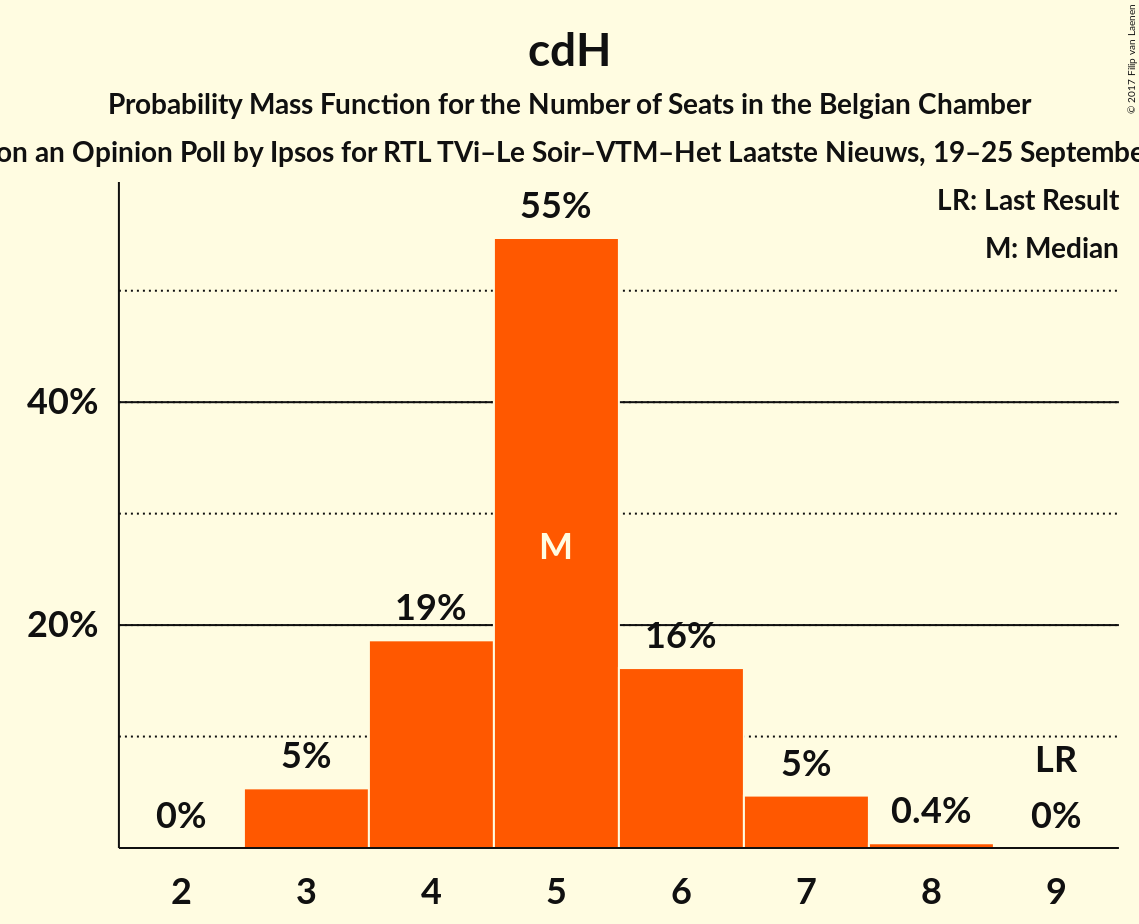 cdH
Probability Mass Function for the Number of Seats in the Belgian Chamber
on an Opinion Poll by Ipsos for RTL TVi–Le Soir–VTM–Het Laatste Nieuws, 19–25
LR: Last Result
M: Median
55%
40%
M
20%
19%
16%
5%
5%
LR
0%
0.4%
0%
2 3 4 5 6 7 8 9
© 2017 Filip van Laenen